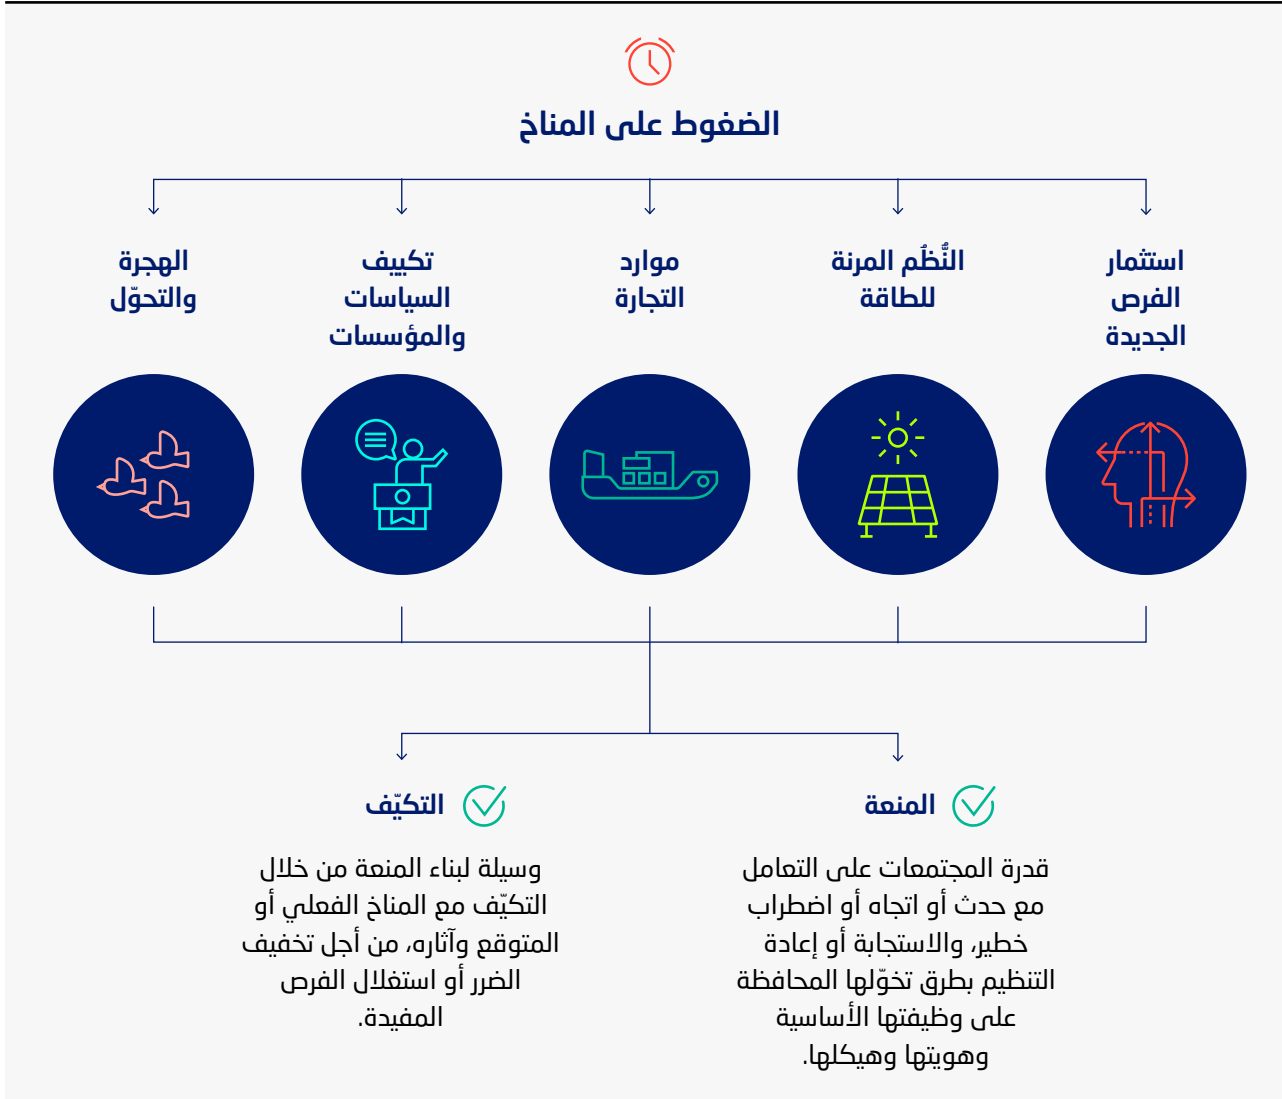 الضغوط على المناخ
استثمار
الفرص
الجديدة
النُّظُم المرنة
للطاقة
موارد
التجارة
تكييف
السياسات
والمؤسسات
الهجرة
والتحوّل
المنعة
قدرة المجتمعات على التعامل
مع حدث أو اتجاه أو اضطراب
خطير، والاستجابة أو إعادة
التنظيم بطرق تخوّلها المحافظة
على وظيفتها الأساسية
وهويتها وهيكلها.
التكيّف
وسيلة لبناء المنعة من خلال
التكيّف مع المناخ الفعلي أو
المتوقع وآثاره، من أجل تخفيف
الضرر أو استغلال الفرص
المفيدة.